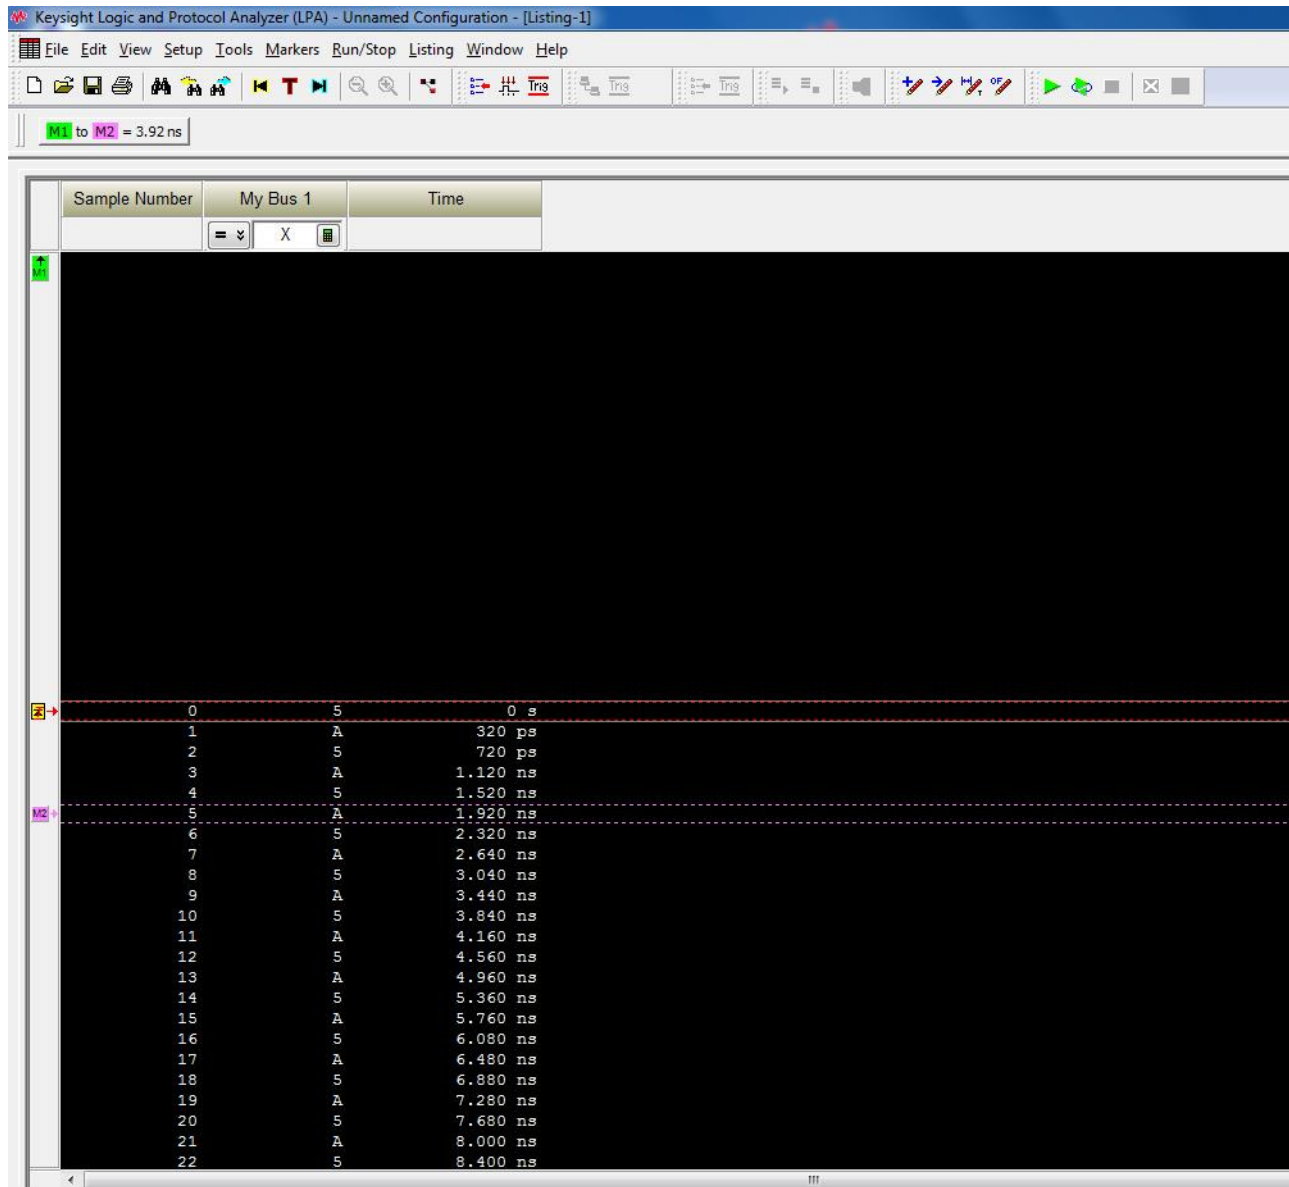 Keysight Logic and Protocol Analyzer (LPA) - Unnamed Configuration - [Listing-1]
File Edit View Setup Tools Markers Run/Stop Listing Window Help
T Trig Trig Trig
M1 to M2 = 3.92 ns
Sample Number My Bus 1 Time
= X
M1
0 5 0 s
1 A 320 ps
2 5 720 ps
3 A 1.120 ns
4 5 1.520 ns
M2 5 A 1.920 ns
6 5 2.320 ns
7 A 2.640 ns
8 5 3.040 ns
9 A 3.440 ns
10 5 3.840 ns
11 A 4.160 ns
12 5 4.560 ns
13 A 4.960 ns
14 5 5.360 ns
15 A 5.760 ns
16 5 6.080 ns
17 A 6.480 ns
18 5 6.880 ns
19 A 7.280 ns
20 5 7.680 ns
21 A 8.000 ns
22 5 8.400 ns